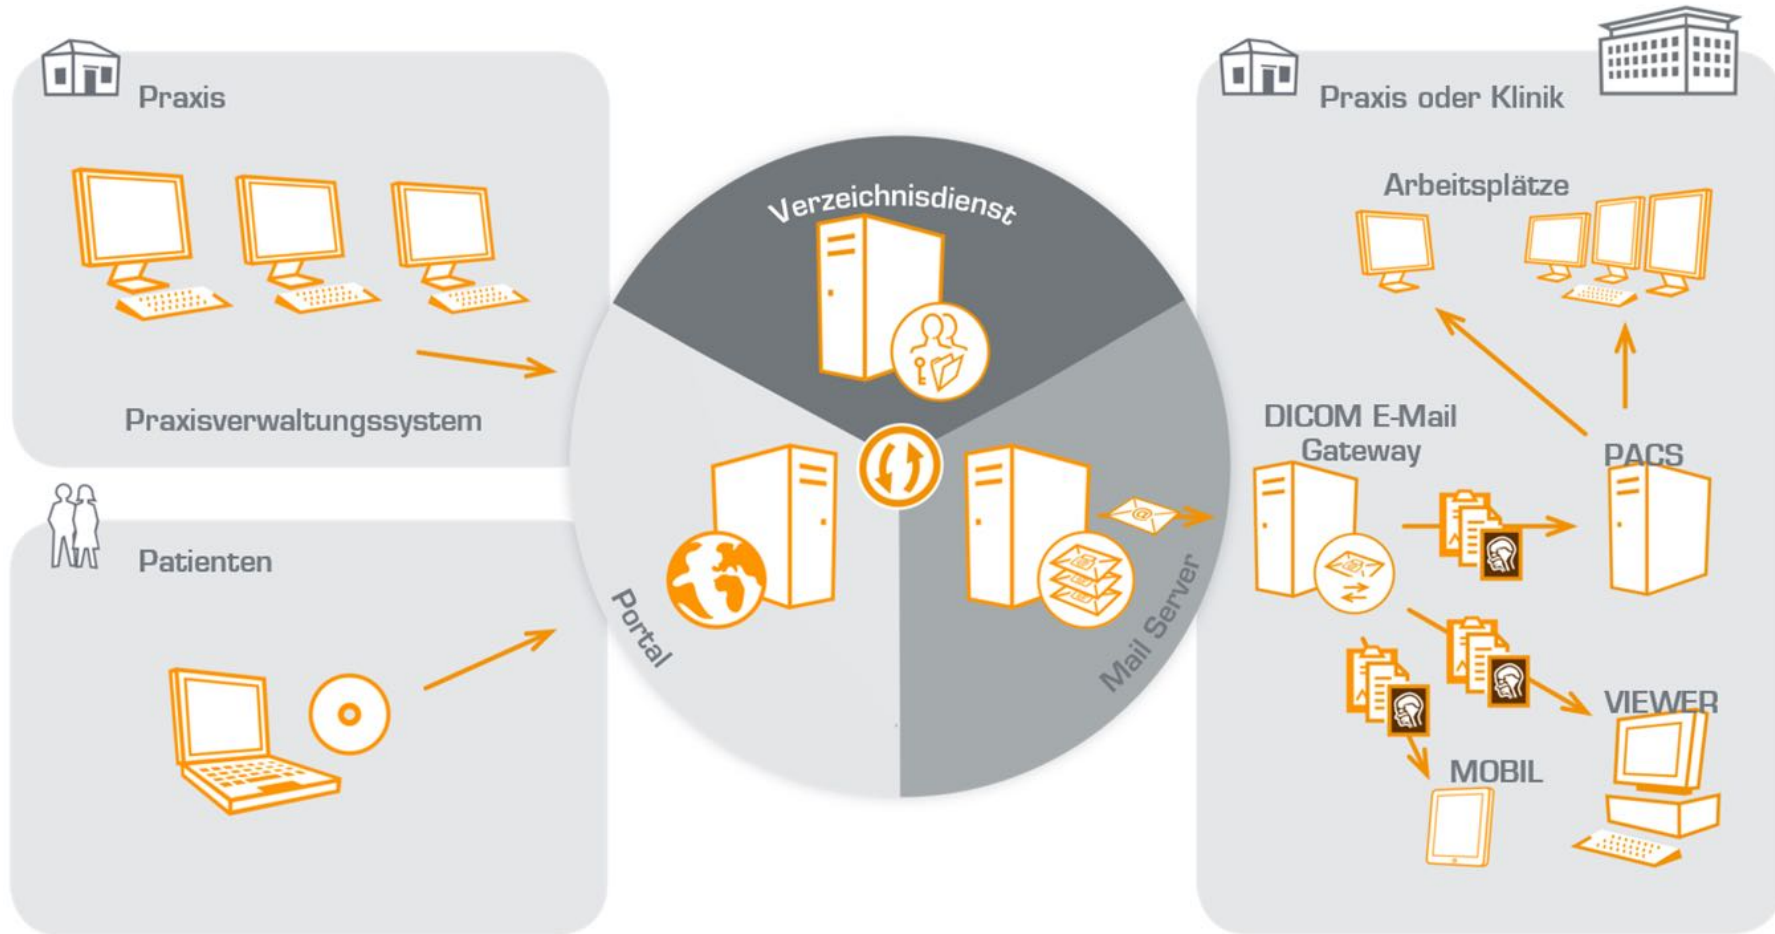 Praxis
Praxisverwaltungssystem
Patienten
Verzeichnisdienst
Portal
Mail Server
@
Praxis oder Klinik
Arbeitsplätze
DICOM E-Mail
Gateway
PACS
VIEWER
MOBIL